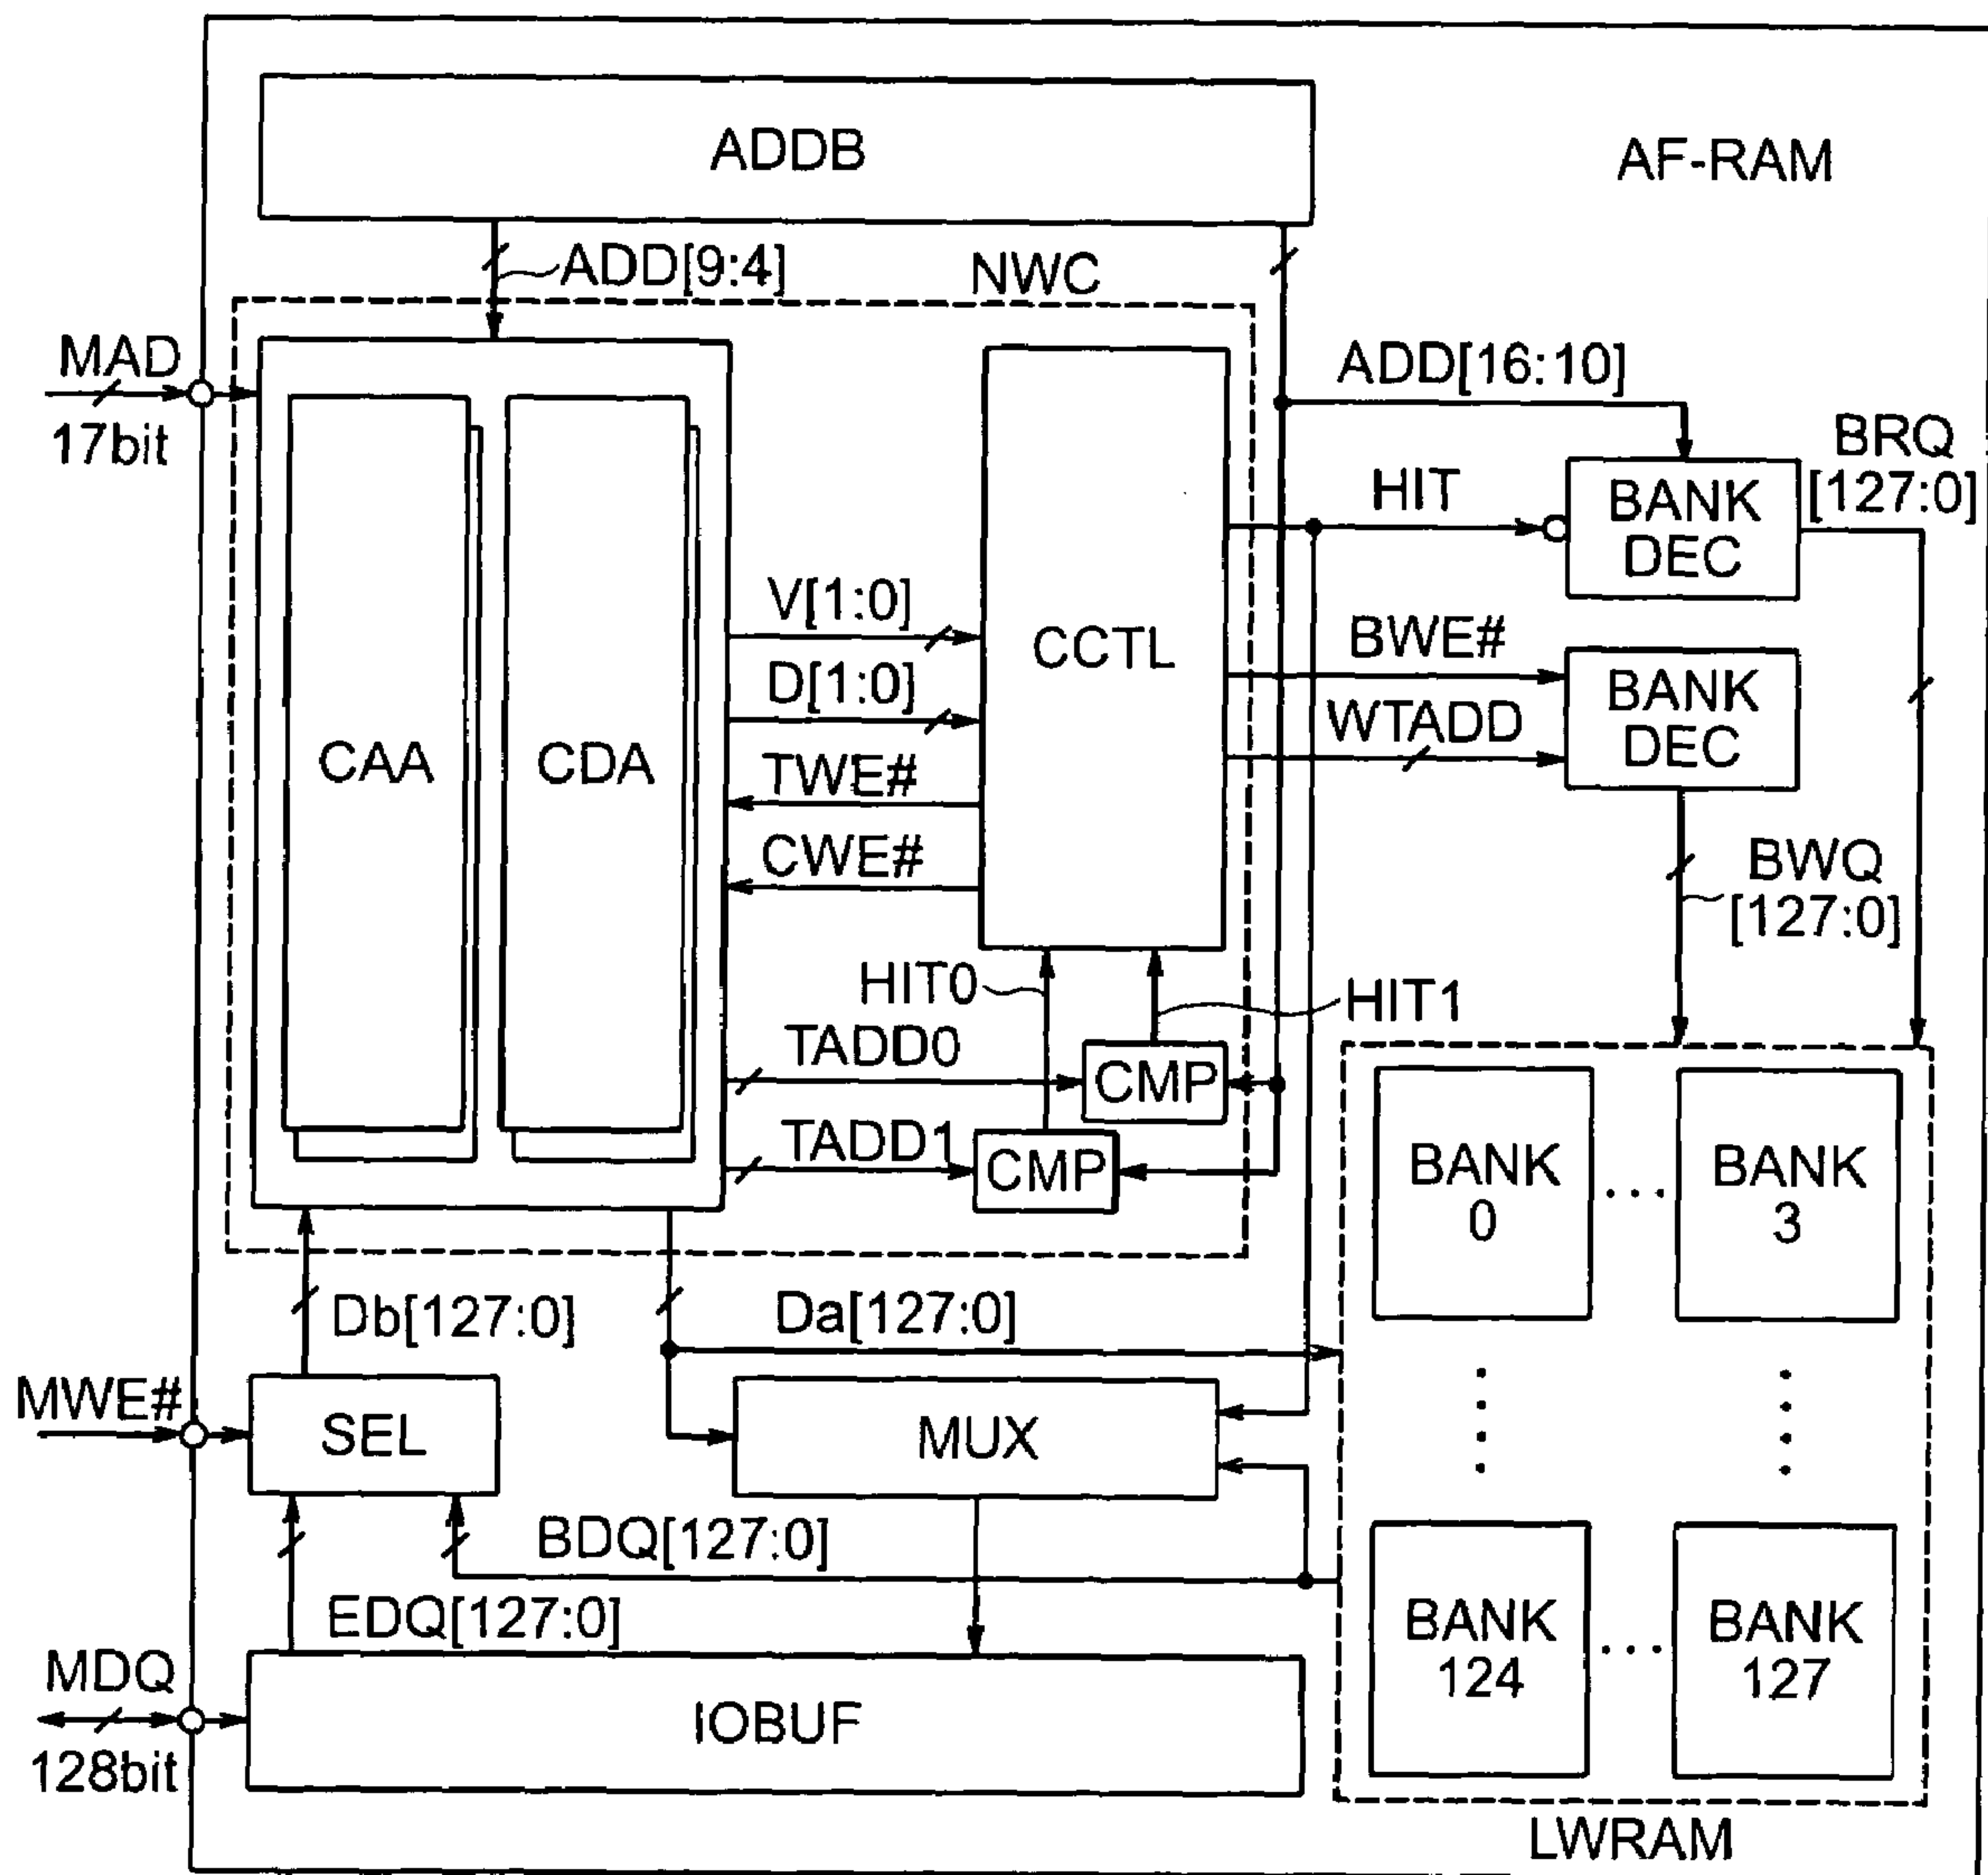 ADDB
AF-RAM
ADD[9:4]
NWC
MAD
17bit
ADD[16:10]
BRQ
[127:0]
HIT
BANK
DEC
V[1:0]
D[1:0]
TWE#
CWE#
CAA
CDA
CCTL
BWE#
WTADD
BANK
DEC
BWQ
[127:0]
HIT0
HIT1
TADD0
CMP
TADD1
CMP
BANK
0
...
BANK
3
Db[127:0]
Da[127:0]
MWE#
SEL
MUX
BDQ[127:0]
EDQ[127:0]
BANK
124
...
BANK
127
MDQ
128bit
IOBUF
LWRAM